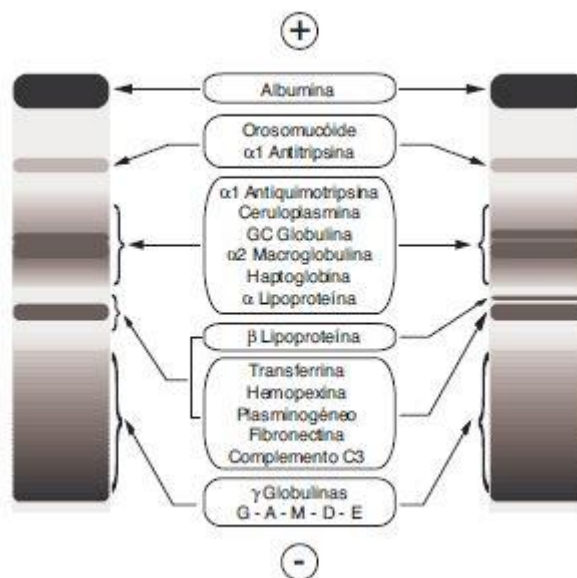 +
Albumina
Orosomucóide
α1 Antitripsina
α1 Antiquimotripsina
Ceruloplasmina
GC Globulina
α2 Macroglobulina
Haptoglobina
α Lipoproteína
β Lipoproteína
Transferrina
Hemopexina
Plasminogéneo
Fibronectina
Complemento C3
γ Globulinas
G - A - M - D - E
-